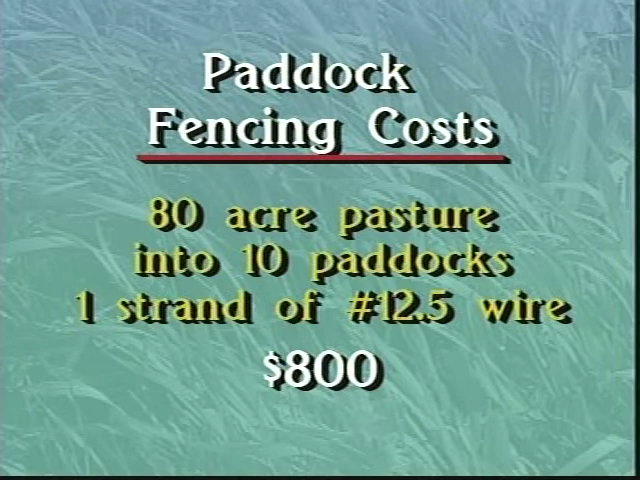 Paddock
Fencing Costs
80 acre pasture
into 10 paddocks
1 strand of #12.5 wire
$800